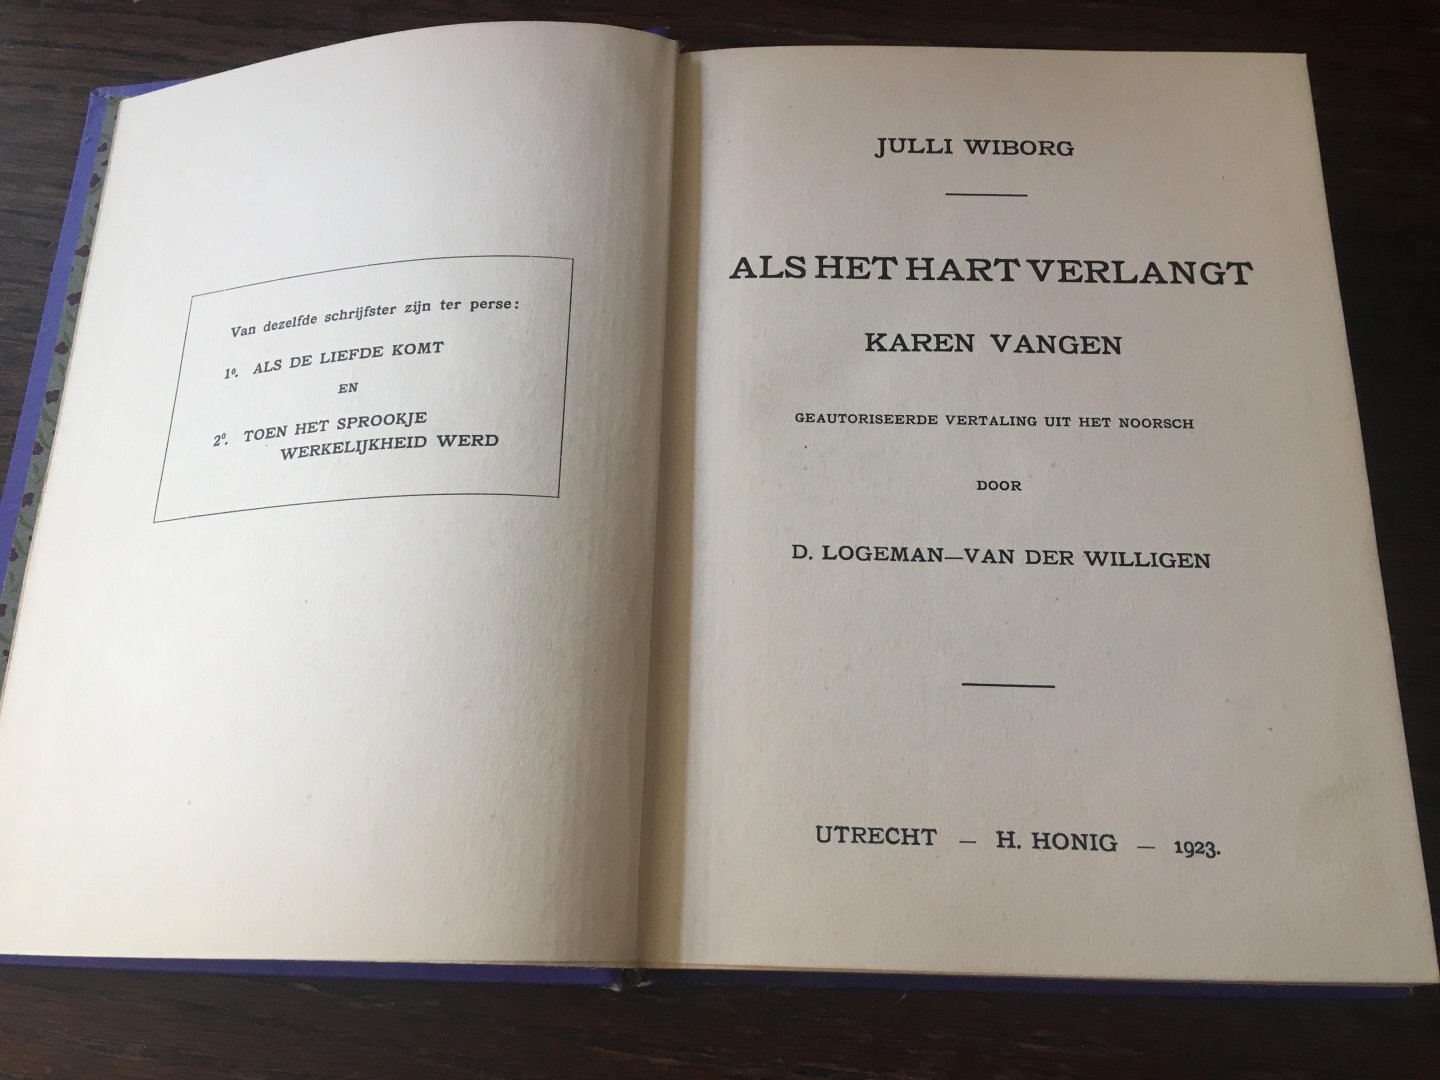 Van dezelfde schrijfster zijn ter perse:
1º. ALS DE LIEFDE KOMT
EN
2º. TOEN HET SPROOKJE
WERKELIJKHEID WERD
JULLI WIBORG
ALS HET HART VERLANGT
KAREN VANGEN
GEAUTORISEERDE VERTALING UIT HET NOORSCH
DOOR
D. LOGEMAN—VAN DER WILLIGEN
UTRECHT — H. HONIG — 1923.